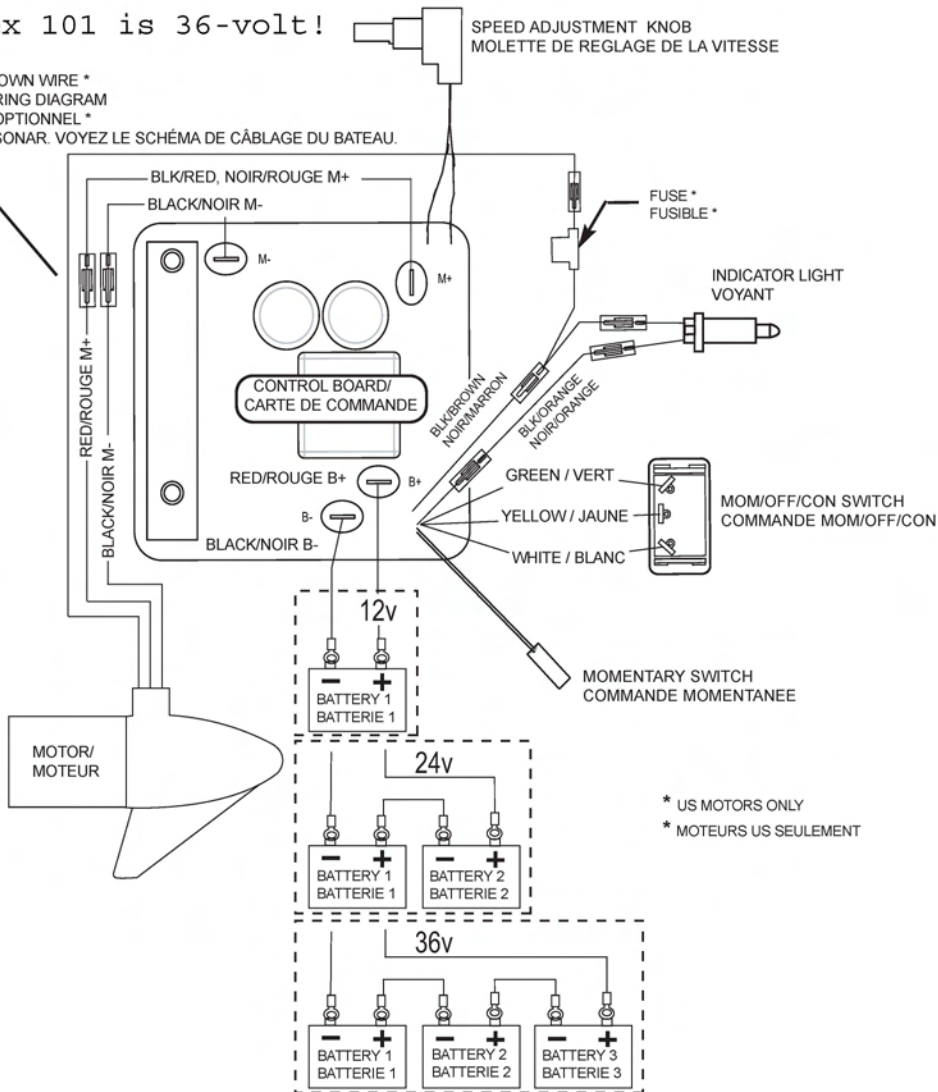 101 is 36-volt!
SPEED ADJUSTMENT KNOB
MOLETTE DE REGLAGE DE LA VITESSE
WIRE *
DIAGRAM
OPTIONNEL *
SONAR. VOYEZ LE SCHÉMA DE CÂBLAGE DU BATEAU.
BLK/RED, NOIR/ROUGE M+
BLACK/NOIR M-
FUSE *
FUSIBLE *
M-
M+
INDICATOR LIGHT
VOYANT
RED/ROUGE M+
BLACK/NOIR M-
CONTROL BOARD/
CARTE DE COMMANDE
BLK/BROWN
NOIR/MARRON
BLK/ORANGE
NOIR/ORANGE
RED/ROUGE B+
B+
B-
BLACK/NOIR B-
GREEN / VERT
YELLOW / JAUNE
WHITE / BLANC
MOM/OFF/CON SWITCH
COMMANDE MOM/OFF/CON
12v
- +
BATTERY 1
BATTERIE 1
MOMENTARY SWITCH
COMMANDE MOMENTANEE
MOTOR/
MOTEUR
24v
- +
BATTERY 1
BATTERIE 1
- +
BATTERY 2
BATTERIE 2
* US MOTORS ONLY
* MOTEURS US SEULEMENT
36v
- +
BATTERY 1
BATTERIE 1
- +
BATTERY 2
BATTERIE 2
- +
BATTERY 3
BATTERIE 3